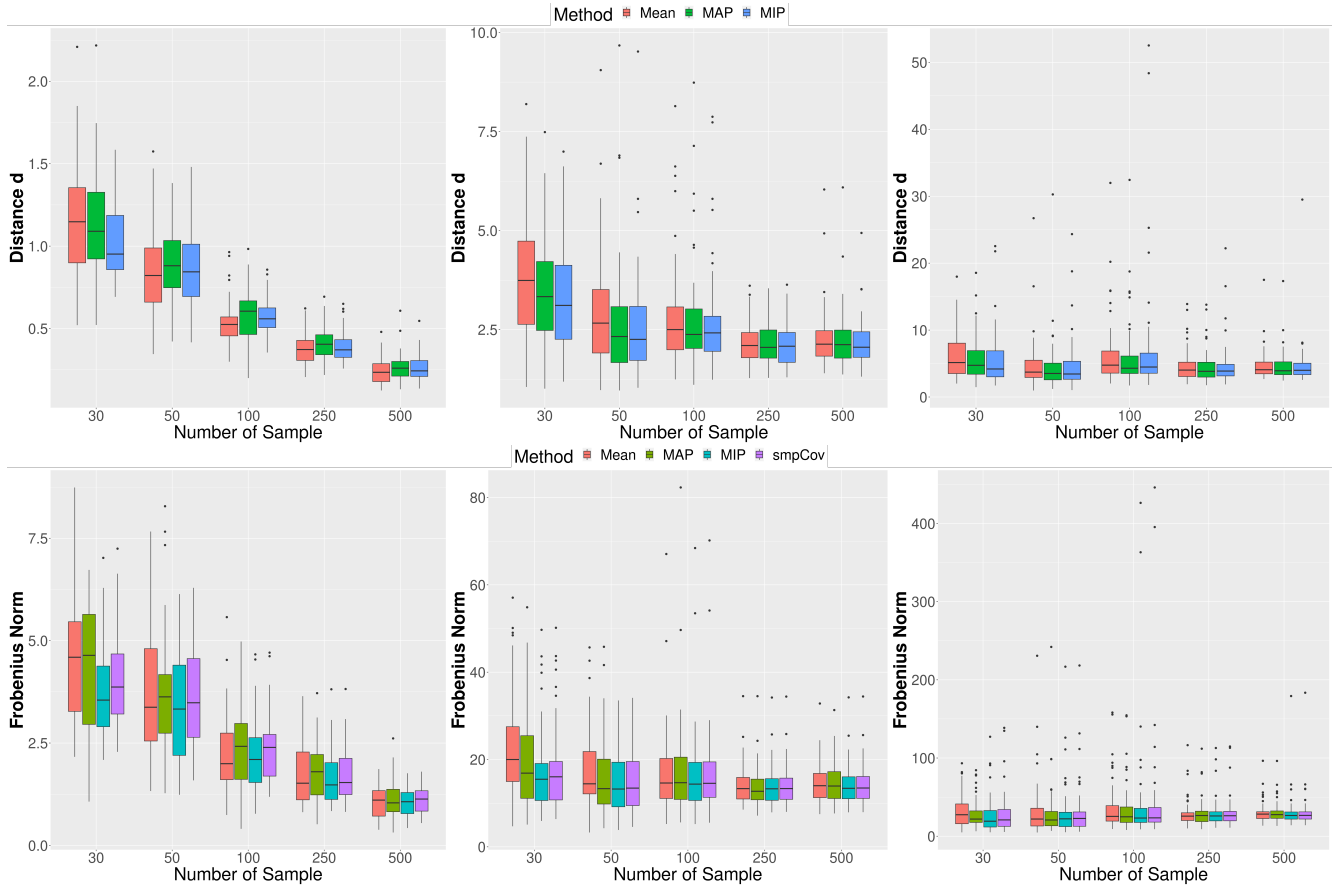 Method Mean MAP MIP
Distance d
2.0
1.5
1.0
0.5
30 50 100 250 500
Number of Sample
Distance d
10.0
7.5
5.0
2.5
30 50 100 250 500
Number of Sample
Distance d
50
40
30
20
10
0
30 50 100 250 500
Number of Sample
Method Mean MAP MIP smpCov
Frobenius Norm
7.5
5.0
2.5
0.0
30 50 100 250 500
Number of Sample
Frobenius Norm
80
60
40
20
0
30 50 100 250 500
Number of Sample
Frobenius Norm
400
300
200
100
0
30 50 100 250 500
Number of Sample